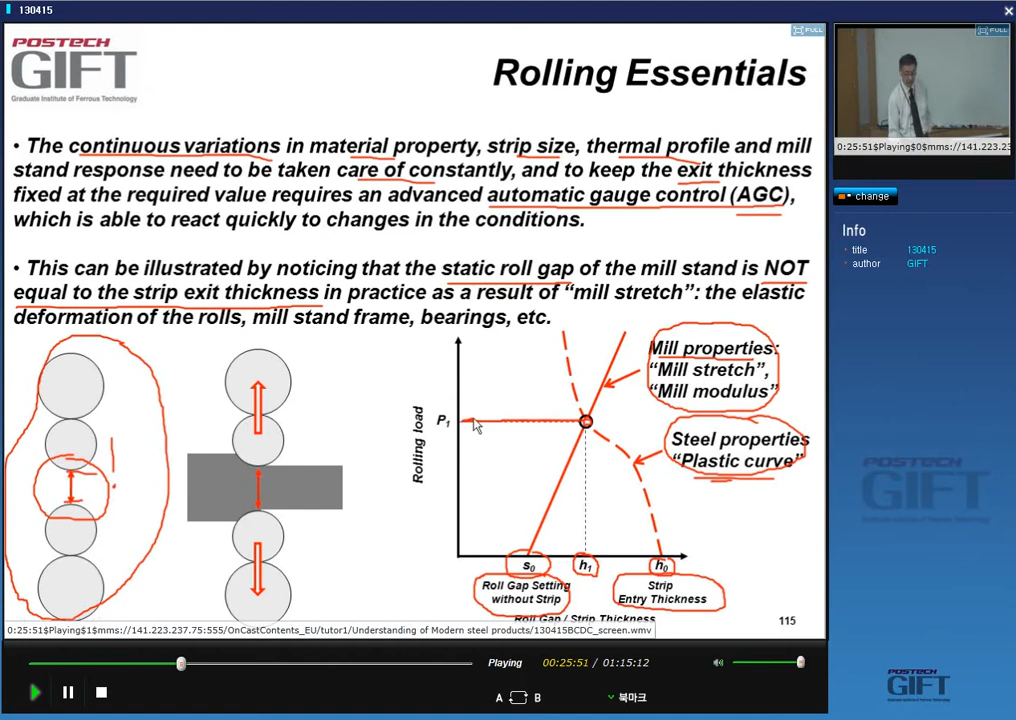 130415
POSTECH
GIFT
Graduate Institute of Ferrous Technology
Rolling Essentials
FULL
• The continuous variations in material property, strip size, thermal profile and mill
stand response need to be taken care of constantly, and to keep the exit thickness
fixed at the required value requires an advanced automatic gauge control (AGC),
which is able to react quickly to changes in the conditions.
• This can be illustrated by noticing that the static roll gap of the mill stand is NOT
equal to the strip exit thickness in practice as a result of “mill stretch”: the elastic
deformation of the rolls, mill stand frame, bearings, etc.
Rolling load
P1
Mill properties:
“Mill stretch”,
“Mill modulus”
Steel properties
“Plastic curve”
s0
h1
h0
Roll Gap Setting
without Strip
Strip
Entry Thickness
Roll Gap / Strip Thickness
115
0:25:51$Playing$1$mms://141.223.237.75:555/OnCastContents_EU/tutor1/Understanding of Modern steel products/130415BCDC_screen.wmv
FULL
0:25:51$Playing$0$mms://141.223.23
change
Info
title 130415
author GIFT
POSTECH
GIFT
Playing 00:25:51 / 01:15:12
A B 북마크
POSTECH
GIFT